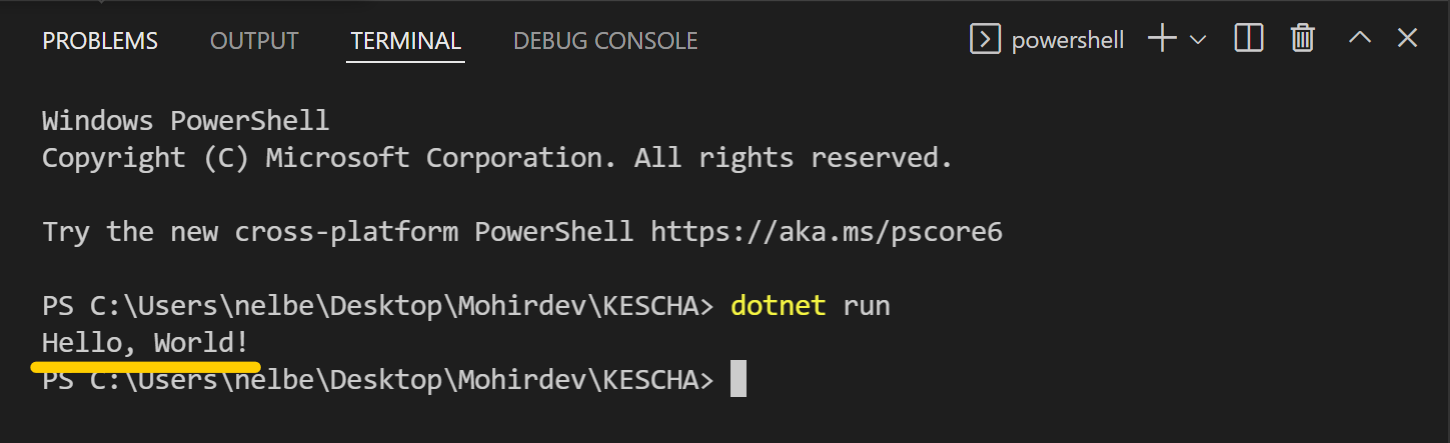 PROBLEMS OUTPUT TERMINAL DEBUG CONSOLE powershell
Windows PowerShell
Copyright (C) Microsoft Corporation. All rights reserved.
Try the new cross-platform PowerShell https://aka.ms/pscore6
PS C:\Users\nelbe\Desktop\Mohirdev\KESCHA> dotnet run
Hello, World!
PS C:\Users\nelbe\Desktop\Mohirdev\KESCHA>